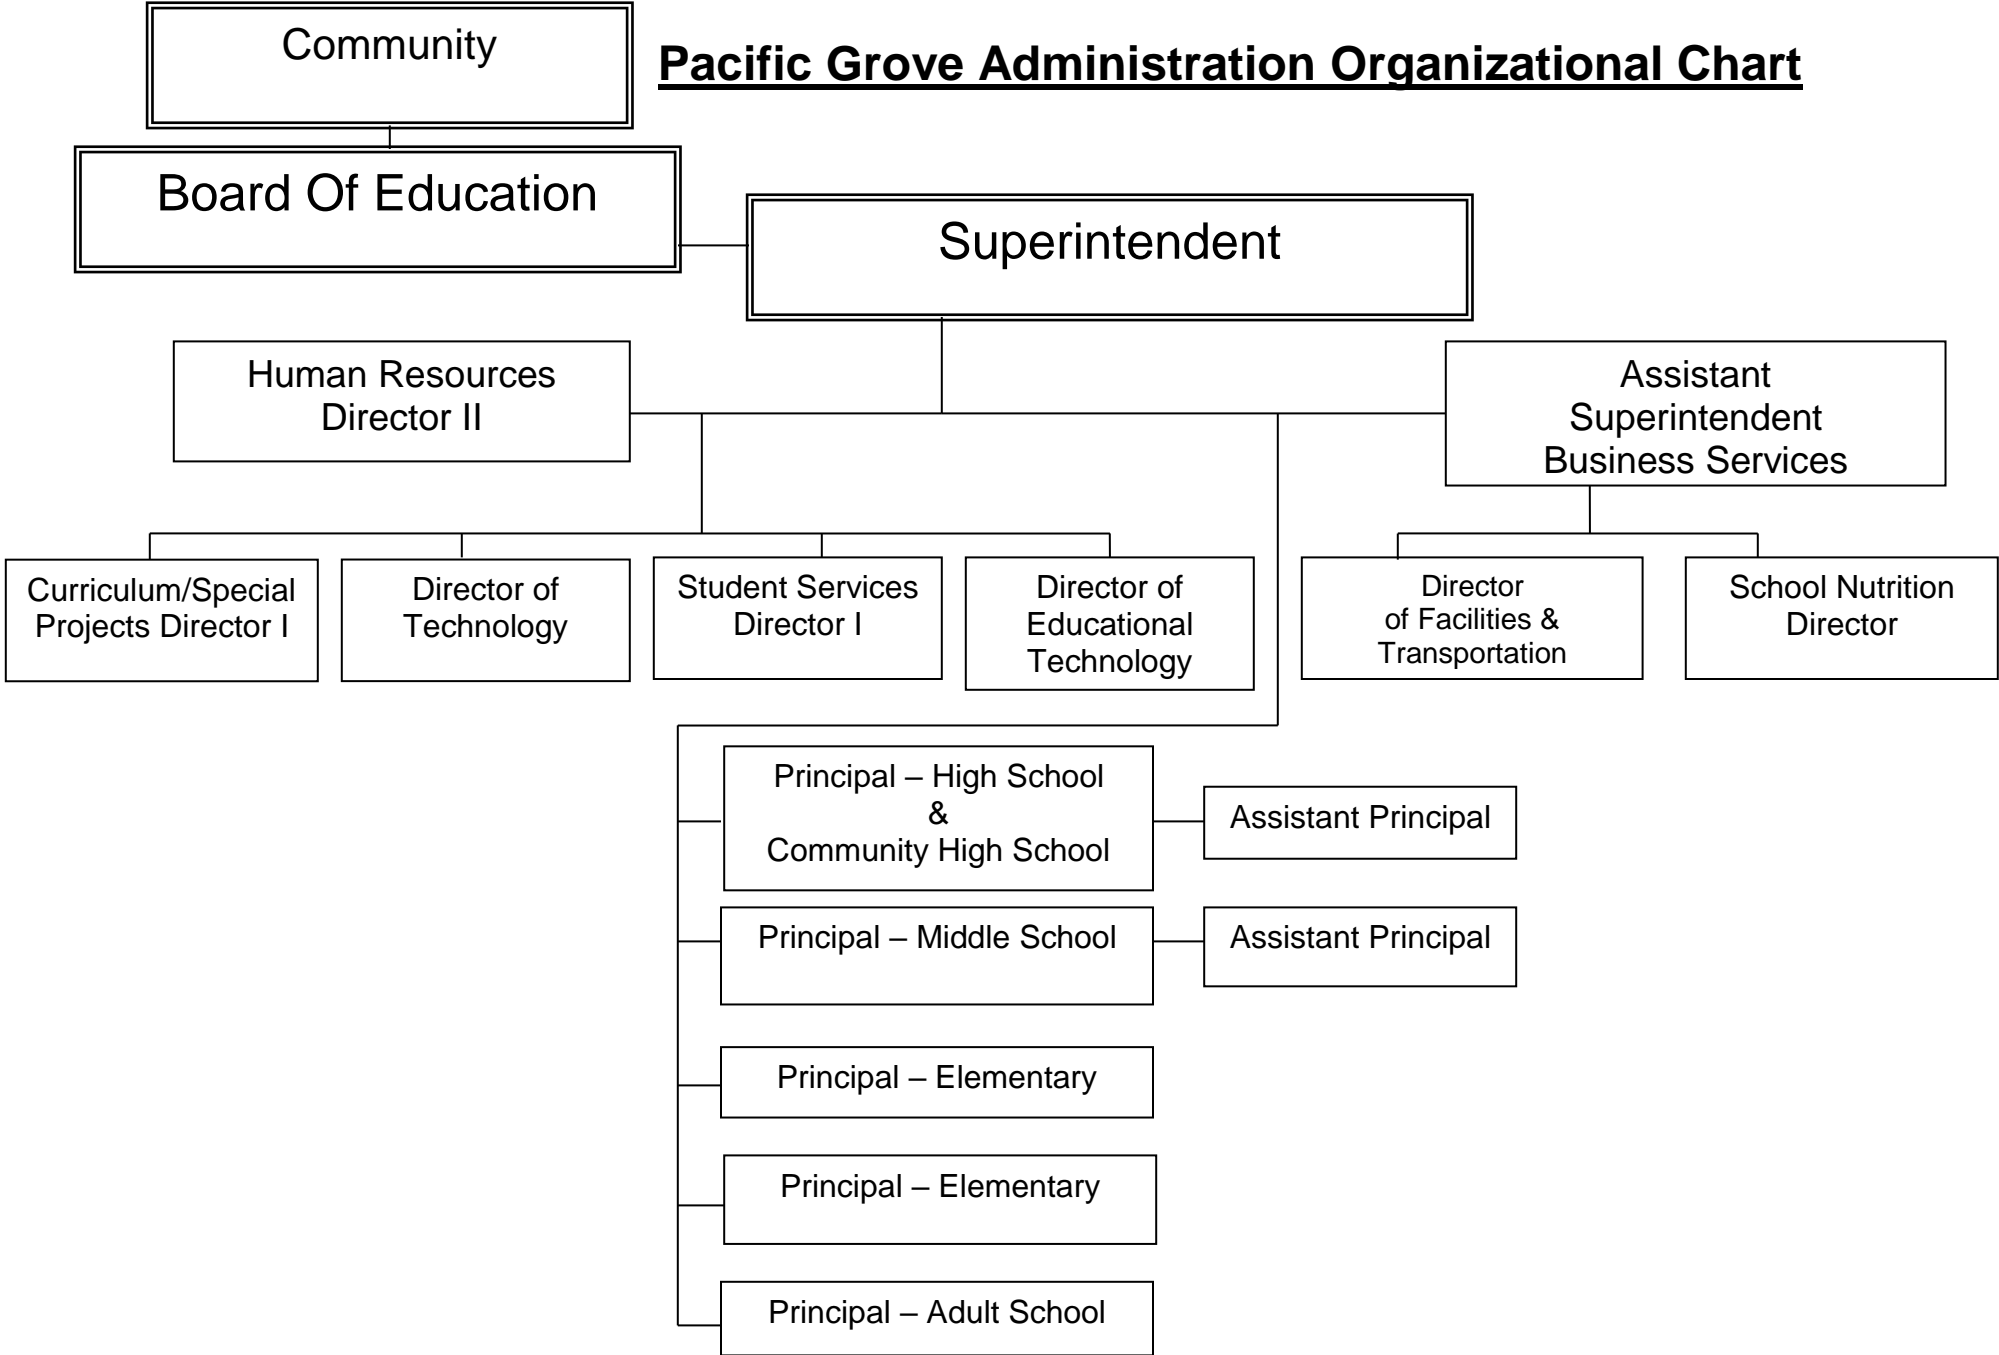 Community
Pacific Grove Administration Organizational Chart
Board Of Education
Superintendent
Human Resources
Director II
Assistant
Superintendent
Business Services
Curriculum/Special
Projects Director I
Director of
Technology
Student Services
Director I
Director of
Educational
Technology
Director
of Facilities &
Transportation
School Nutrition
Director
Principal – High School
&
Community High School
Assistant Principal
Principal – Middle School
Assistant Principal
Principal – Elementary
Principal – Elementary
Principal – Adult School